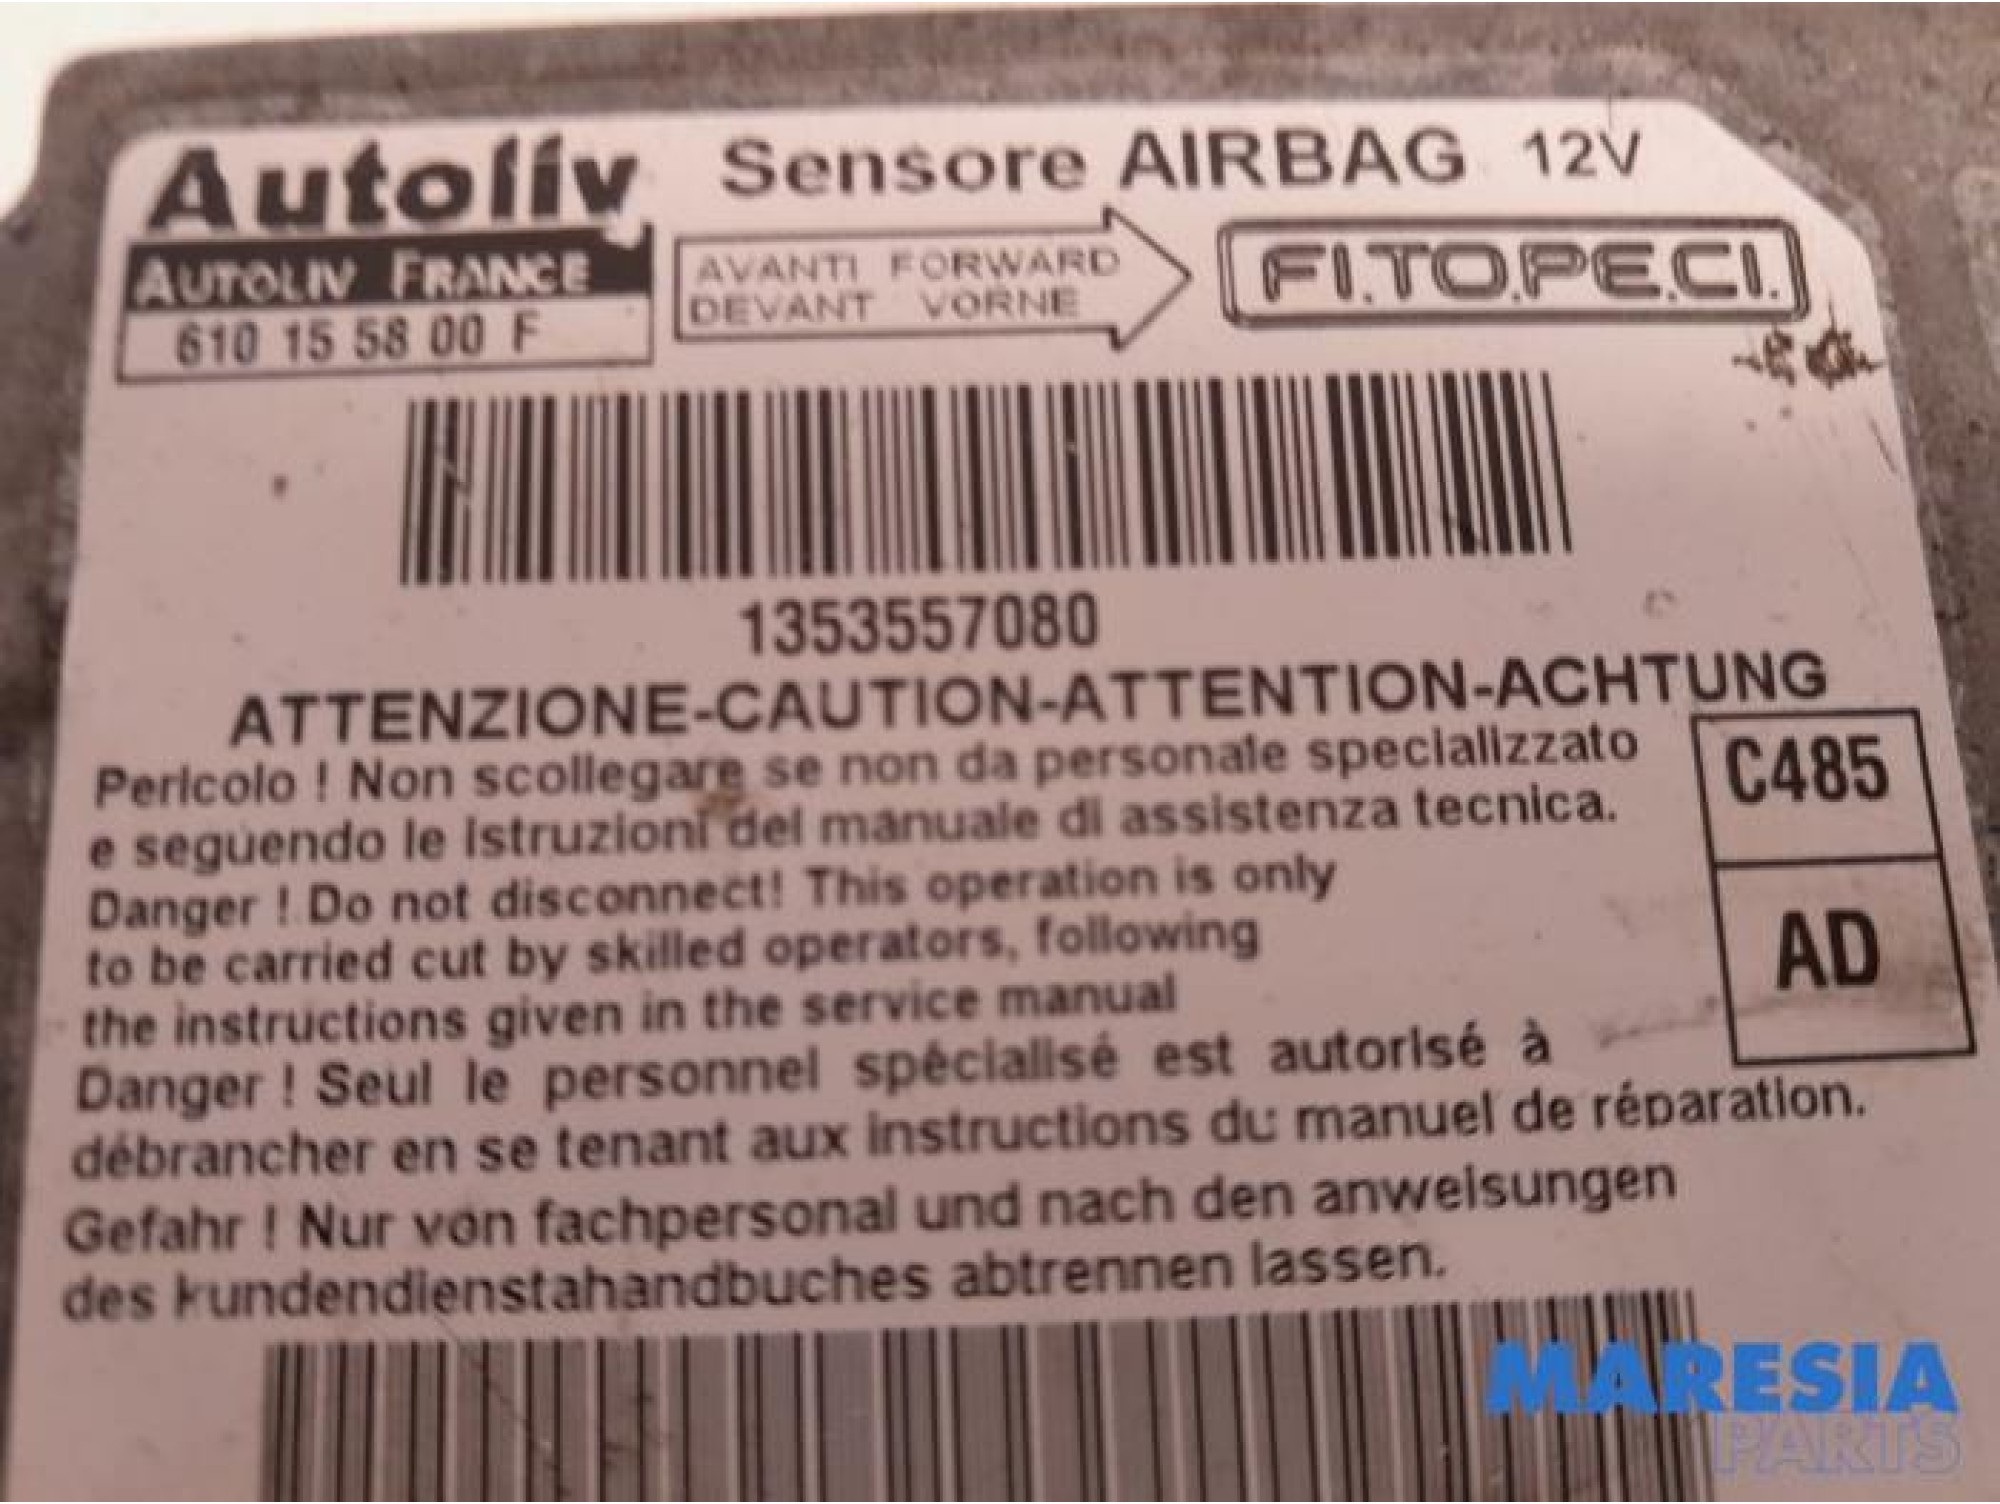 Autoliv Sensore AIRBAG 12V
AUTOLIV FRANCE
610 15 58 00 F
AVANTI FORWARD
DEVANT VORNE
FI.TO.PE.CI.
1353557080
ATTENZIONE-CAUTION-ATTENTION-ACHTUNG
Pericolo ! Non scollegare se non da personale specializzato
e seguendo le istruzioni del manuale di assistenza tecnica.
C485
AD
Danger ! Do not disconnect! This operation is only
to be carried out by skilled operators, following
the instructions given in the service manual
Danger ! Seul le personnel spécialisé est autorisé à
débrancher en se tenant aux instructions du manuel de réparation.
Gefahr ! Nur von fachpersonal und nach den anweisungen
des kundendienstahandbuches abtrennen lassen.
MARESIA
PARTS